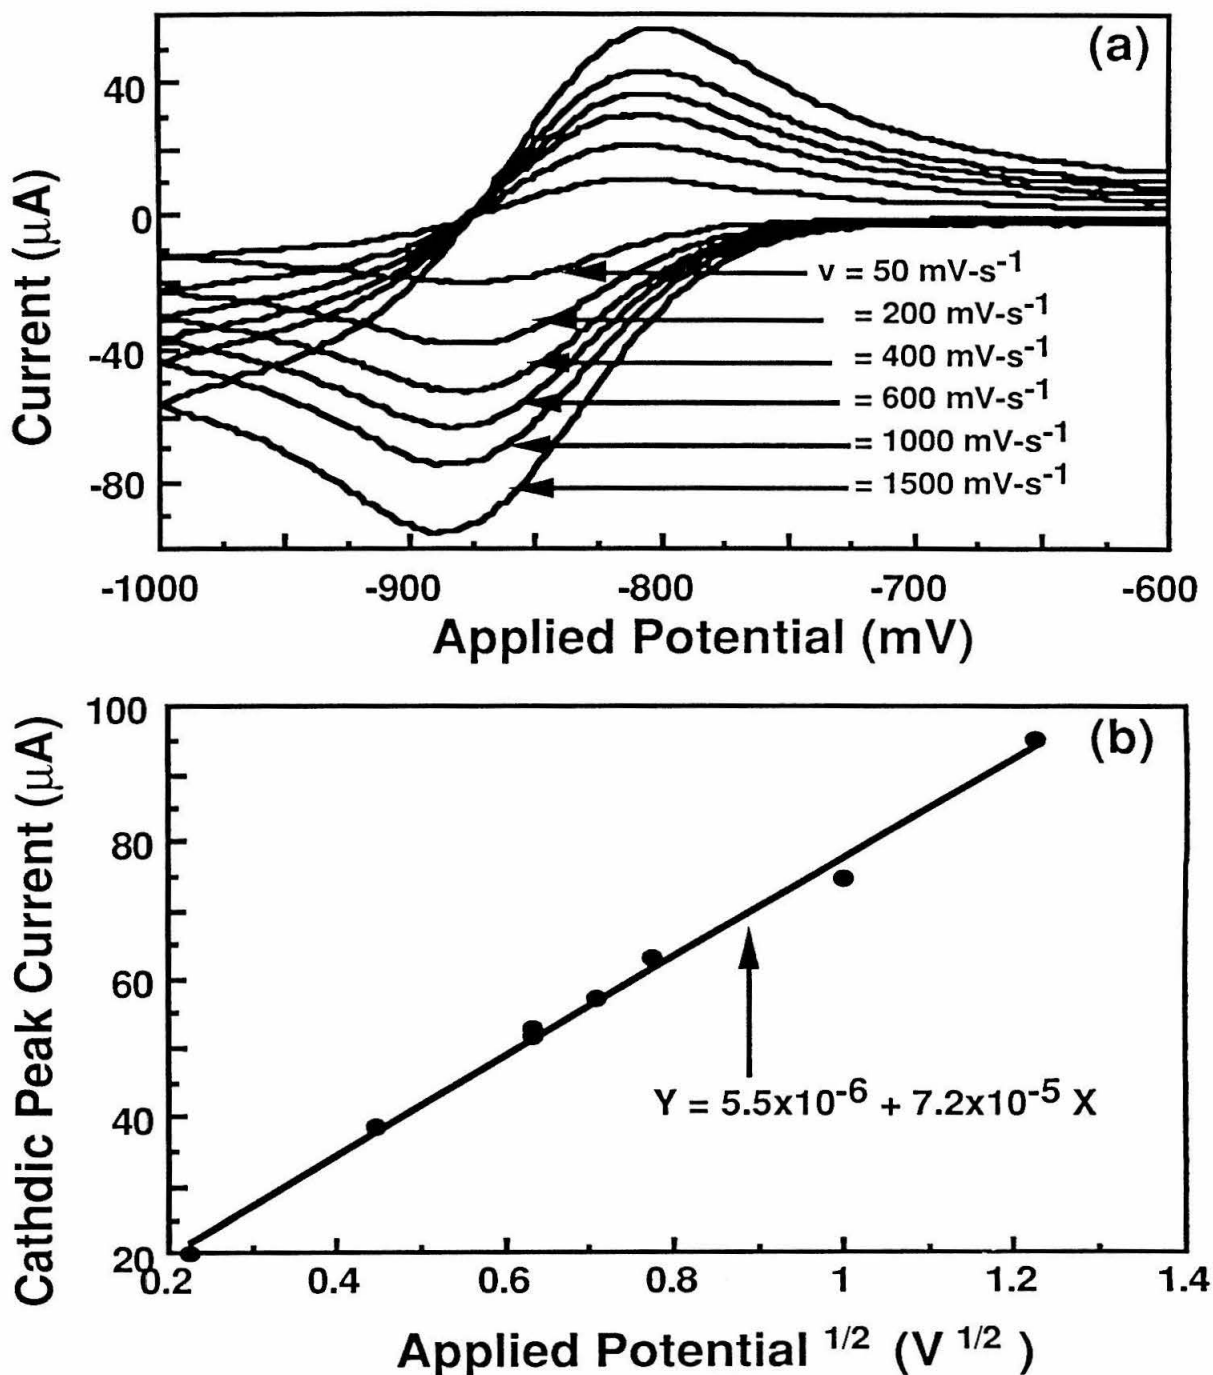 (a)
Current (μA)
40
0
-40
-80
v = 50 mV-s⁻¹
= 200 mV-s⁻¹
= 400 mV-s⁻¹
= 600 mV-s⁻¹
= 1000 mV-s⁻¹
= 1500 mV-s⁻¹
-1000 -900 -800 -700 -600
Applied Potential (mV)
(b)
Cathdic Peak Current (μA)
100
80
60
40
20
Y = 5.5x10⁻⁶ + 7.2x10⁻⁵ X
0.2 0.4 0.6 0.8 1 1.2 1.4
Applied Potential ¹/² (V ¹/² )